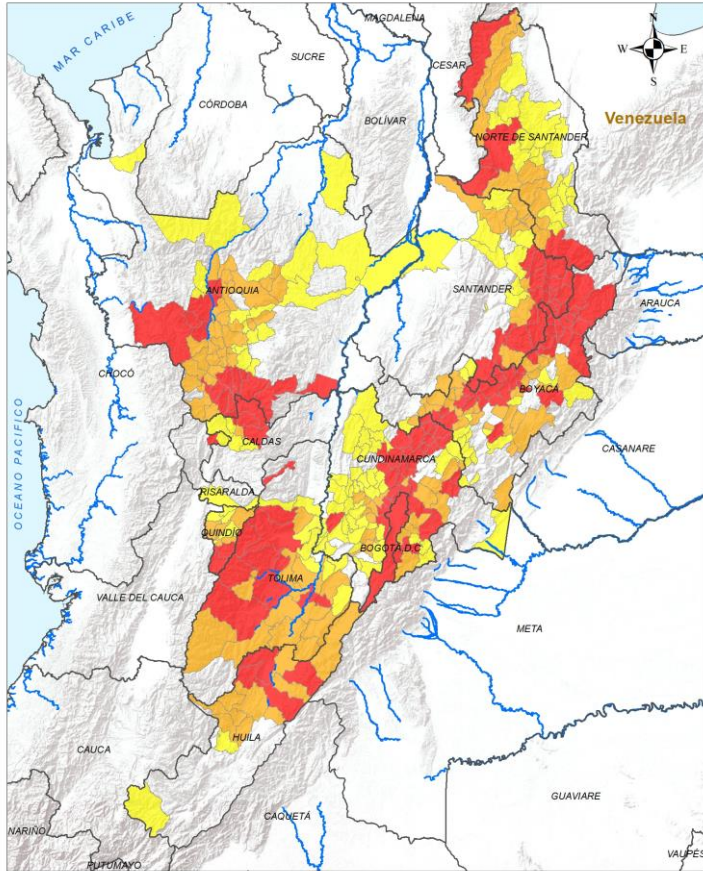 MAGDALENA
N
W E
S
MAR CARIBE
SUCRE
CESAR
CÓRDOBA
BOLÍVAR
Venezuela
NORTE DE SANTANDER
ANTIOQUIA
SANTANDER
ARAUCA
CHOCÓ
BOYACÁ
OCEANO PACIFICO
CALDAS
CUNDINAMARCA
CASANARE
RISARALDA
QUINDÍO
BOGOTÁ D.C
TOLIMA
VALLE DEL CAUCA
META
HUILA
CAUCA
GUAVIARE
CAQUETÁ
NARIÑO
PUTUMAYO
VAUPÉS